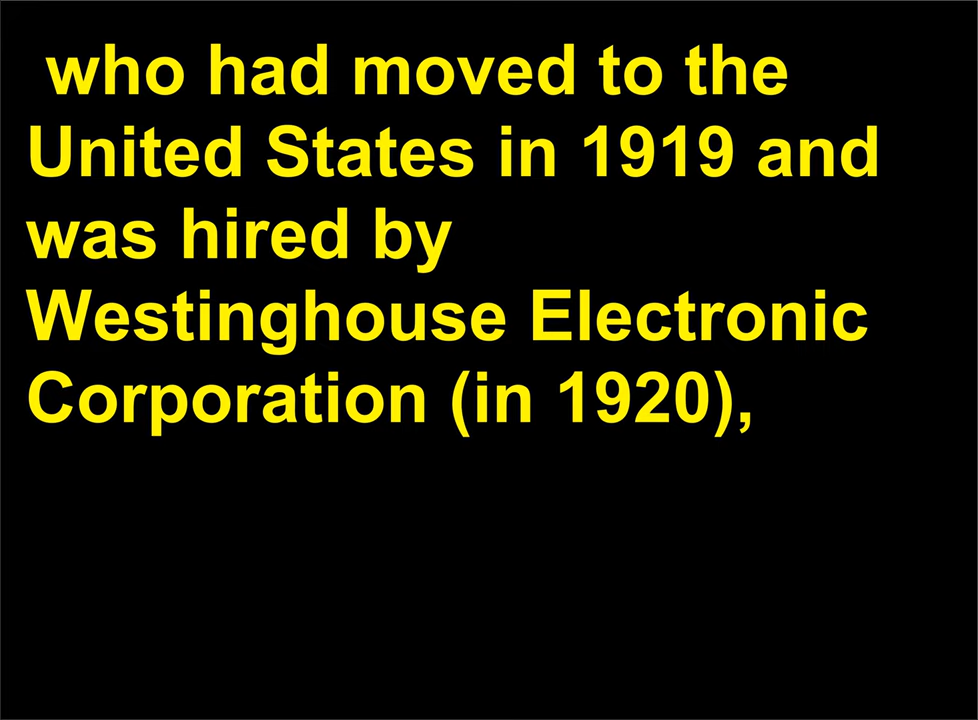 who had moved to the
United States in 1919 and
was hired by
Westinghouse Electronic
Corporation (in 1920),